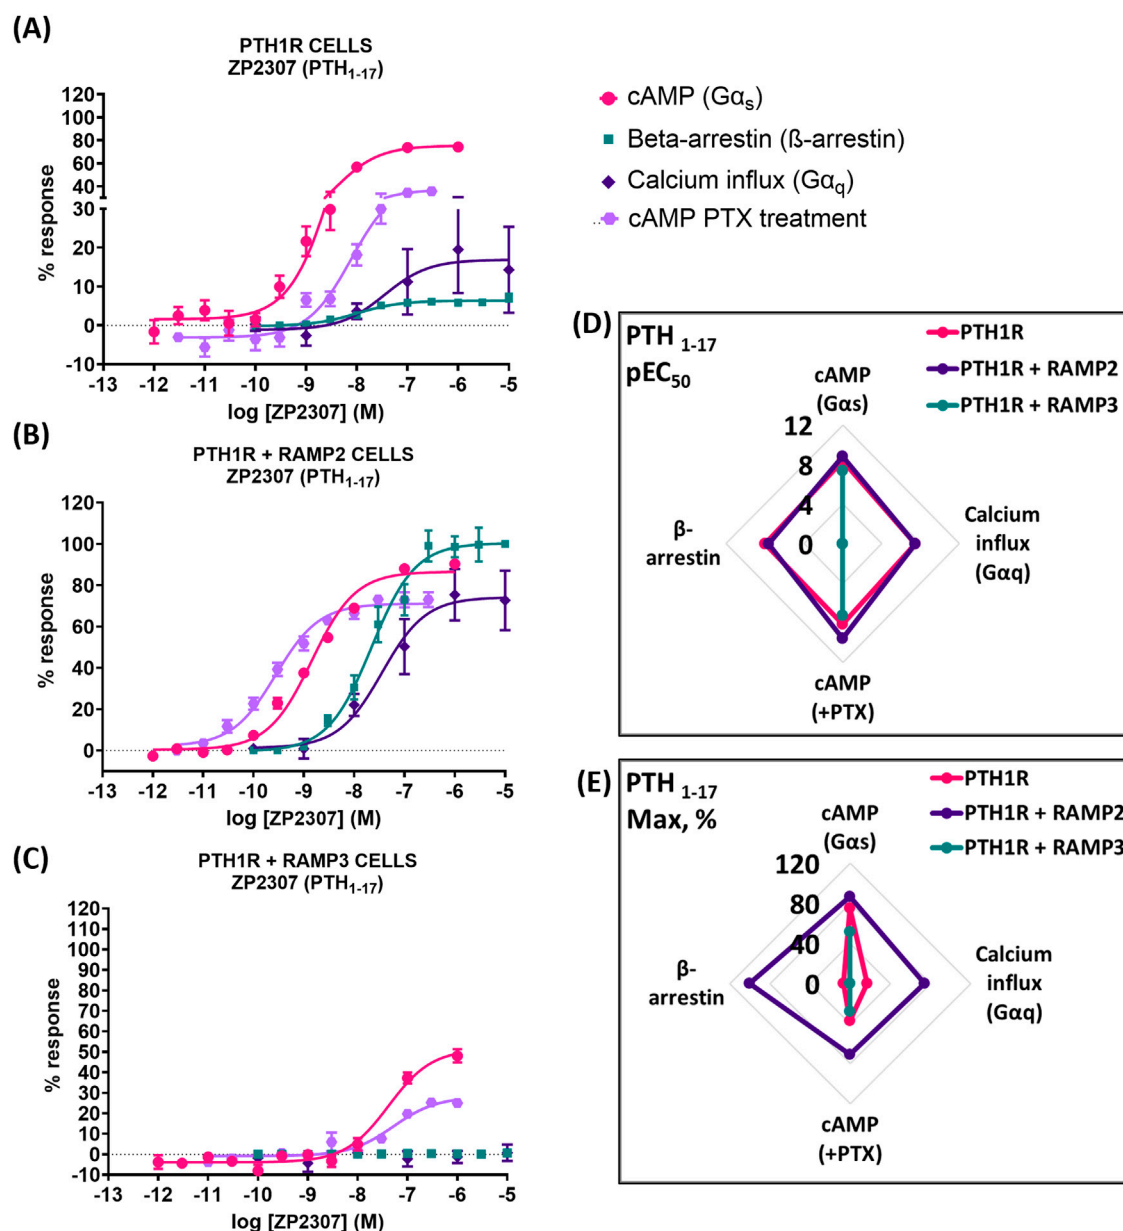 (A)
PTH1R CELLS
ZP2307 (PTH1-17)
120
100
80
60
40
30
20
10
0
-10
% response
-13 -12 -11 -10 -9 -8 -7 -6 -5
log [ZP2307] (M)
cAMP (Gαs)
Beta-arrestin (ß-arrestin)
Calcium influx (Gαq)
cAMP PTX treatment
(B)
PTH1R + RAMP2 CELLS
ZP2307 (PTH1-17)
120
100
80
60
40
20
0
% response
-13 -12 -11 -10 -9 -8 -7 -6 -5
log [ZP2307] (M)
(C)
PTH1R + RAMP3 CELLS
ZP2307 (PTH1-17)
120
110
100
90
80
70
60
50
40
30
20
10
0
-10
% response
-13 -12 -11 -10 -9 -8 -7 -6 -5
log [ZP2307] (M)
(D)
PTH 1-17
pEC50
PTH1R
PTH1R + RAMP2
PTH1R + RAMP3
cAMP
(Gαs)
12
8
4
0
β-
arrestin
Calcium
influx
(Gαq)
cAMP
(+PTX)
(E)
PTH 1-17
Max, %
PTH1R
PTH1R + RAMP2
PTH1R + RAMP3
cAMP
(Gαs)
120
80
40
0
β-
arrestin
Calcium
influx
(Gαq)
cAMP
(+PTX)